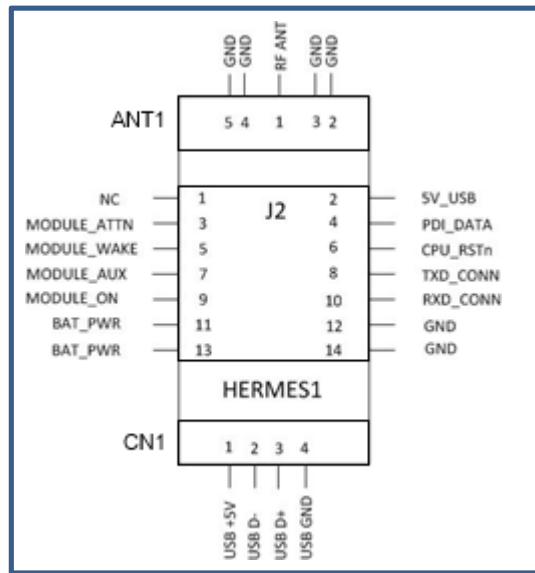 GND GND RF ANT GND GND
ANT1 5 4 1 3 2
NC 1 J2 2 5V_USB
MODULE_ATTN 3 4 PDI_DATA
MODULE_WAKE 5 6 CPU_RSTn
MODULE_AUX 7 8 TXD_CONN
MODULE_ON 9 10 RXD_CONN
BAT_PWR 11 12 GND
BAT_PWR 13 14 GND
HERMES1
CN1 1 2 3 4
USB +5V USB D- USB D+ USB GND